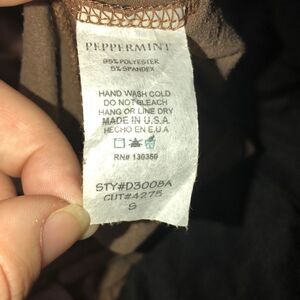 PEPPERMINT
95% POLYESTER
5% SPANDEX
HAND WASH COLD
DO NOT BLEACH
HANG OR LINE DRY
MADE IN U.S.A.
HECHO EN E.U.A
RN# 130350
STY#D3008A
CUT#4275
S